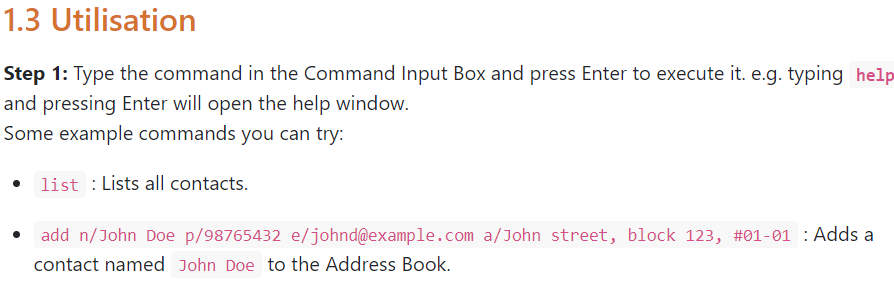 1.3 Utilisation
Step 1: Type the command in the Command Input Box and press Enter to execute it. e.g. typing help
and pressing Enter will open the help window.
Some example commands you can try:
• list : Lists all contacts.
• add n/John Doe p/98765432 e/johnd@example.com a/John street, block 123, #01-01 : Adds a
contact named John Doe to the Address Book.